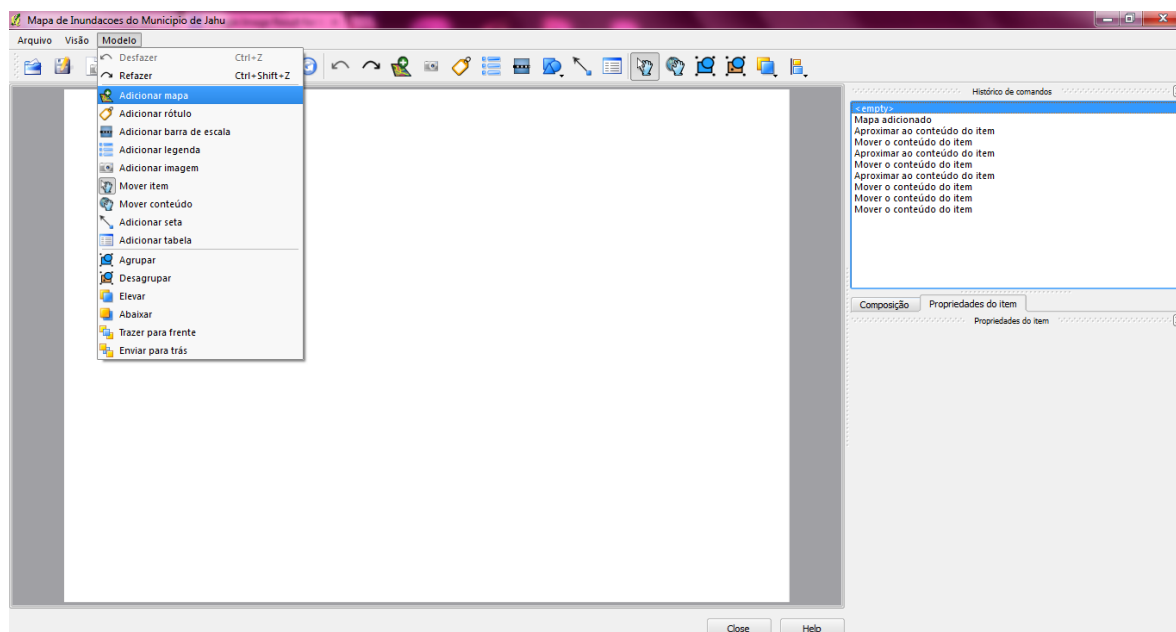 Mapa de Inundacoes do Municipio de Jahu
Arquivo Visão Modelo
Desfazer Ctrl+Z
Refazer Ctrl+Shift+Z
Adicionar mapa
Adicionar rótulo
Adicionar barra de escala
Adicionar legenda
Adicionar imagem
Mover item
Mover conteúdo
Adicionar seta
Adicionar tabela
Agrupar
Desagrupar
Elevar
Abaixar
Trazer para frente
Enviar para trás
Histórico de comandos
<empty>
Mapa adicionado
Aproximar ao conteúdo do item
Mover o conteúdo do item
Aproximar ao conteúdo do item
Mover o conteúdo do item
Aproximar ao conteúdo do item
Mover o conteúdo do item
Mover o conteúdo do item
Mover o conteúdo do item
Composição Propriedades do item
Propriedades do item
Close Help